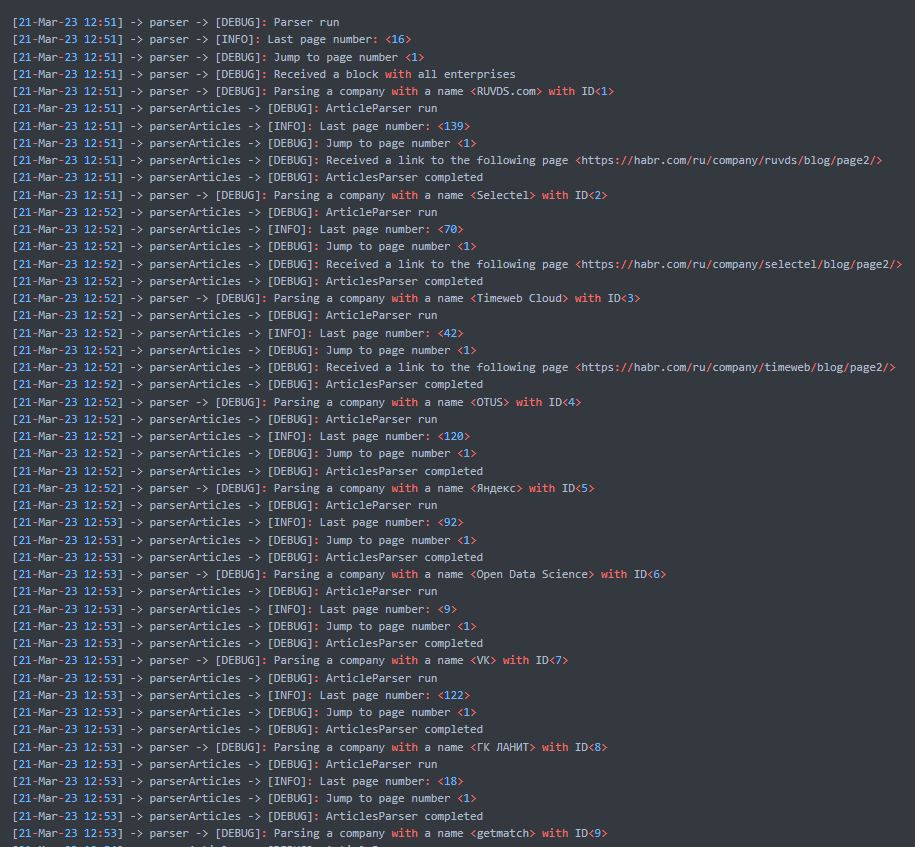 [21-Mar-23 12:51] -> parser -> [DEBUG]: Parser run
[21-Mar-23 12:51] -> parser -> [INFO]: Last page number: <16>
[21-Mar-23 12:51] -> parser -> [DEBUG]: Jump to page number <1>
[21-Mar-23 12:51] -> parser -> [DEBUG]: Received a block with all enterprises
[21-Mar-23 12:51] -> parser -> [DEBUG]: Parsing a company with a name <RUVDS.com> with ID<1>
[21-Mar-23 12:51] -> parserArticles -> [DEBUG]: ArticleParser run
[21-Mar-23 12:51] -> parserArticles -> [INFO]: Last page number: <139>
[21-Mar-23 12:51] -> parserArticles -> [DEBUG]: Jump to page number <1>
[21-Mar-23 12:51] -> parserArticles -> [DEBUG]: Received a link to the following page <https://habr.com/ru/company/ruvds/blog/page2/>
[21-Mar-23 12:51] -> parserArticles -> [DEBUG]: ArticlesParser completed
[21-Mar-23 12:51] -> parser -> [DEBUG]: Parsing a company with a name <Selectel> with ID<2>
[21-Mar-23 12:52] -> parserArticles -> [DEBUG]: ArticleParser run
[21-Mar-23 12:52] -> parserArticles -> [INFO]: Last page number: <70>
[21-Mar-23 12:52] -> parserArticles -> [DEBUG]: Jump to page number <1>
[21-Mar-23 12:52] -> parserArticles -> [DEBUG]: Received a link to the following page <https://habr.com/ru/company/selectel/blog/page2/>
[21-Mar-23 12:52] -> parserArticles -> [DEBUG]: ArticlesParser completed
[21-Mar-23 12:52] -> parser -> [DEBUG]: Parsing a company with a name <Timeweb Cloud> with ID<3>
[21-Mar-23 12:52] -> parserArticles -> [DEBUG]: ArticleParser run
[21-Mar-23 12:52] -> parserArticles -> [INFO]: Last page number: <42>
[21-Mar-23 12:52] -> parserArticles -> [DEBUG]: Jump to page number <1>
[21-Mar-23 12:52] -> parserArticles -> [DEBUG]: Received a link to the following page <https://habr.com/ru/company/timeweb/blog/page2/>
[21-Mar-23 12:52] -> parserArticles -> [DEBUG]: ArticlesParser completed
[21-Mar-23 12:52] -> parser -> [DEBUG]: Parsing a company with a name <OTUS> with ID<4>
[21-Mar-23 12:52] -> parserArticles -> [DEBUG]: ArticleParser run
[21-Mar-23 12:52] -> parserArticles -> [INFO]: Last page number: <120>
[21-Mar-23 12:52] -> parserArticles -> [DEBUG]: Jump to page number <1>
[21-Mar-23 12:52] -> parserArticles -> [DEBUG]: ArticlesParser completed
[21-Mar-23 12:52] -> parser -> [DEBUG]: Parsing a company with a name <Яндекс> with ID<5>
[21-Mar-23 12:52] -> parserArticles -> [DEBUG]: ArticleParser run
[21-Mar-23 12:53] -> parserArticles -> [INFO]: Last page number: <92>
[21-Mar-23 12:53] -> parserArticles -> [DEBUG]: Jump to page number <1>
[21-Mar-23 12:53] -> parserArticles -> [DEBUG]: ArticlesParser completed
[21-Mar-23 12:53] -> parser -> [DEBUG]: Parsing a company with a name <Open Data Science> with ID<6>
[21-Mar-23 12:53] -> parserArticles -> [DEBUG]: ArticleParser run
[21-Mar-23 12:53] -> parserArticles -> [INFO]: Last page number: <9>
[21-Mar-23 12:53] -> parserArticles -> [DEBUG]: Jump to page number <1>
[21-Mar-23 12:53] -> parserArticles -> [DEBUG]: ArticlesParser completed
[21-Mar-23 12:53] -> parser -> [DEBUG]: Parsing a company with a name <VK> with ID<7>
[21-Mar-23 12:53] -> parserArticles -> [DEBUG]: ArticleParser run
[21-Mar-23 12:53] -> parserArticles -> [INFO]: Last page number: <122>
[21-Mar-23 12:53] -> parserArticles -> [DEBUG]: Jump to page number <1>
[21-Mar-23 12:53] -> parserArticles -> [DEBUG]: ArticlesParser completed
[21-Mar-23 12:53] -> parser -> [DEBUG]: Parsing a company with a name <ГК ЛАНИТ> with ID<8>
[21-Mar-23 12:53] -> parserArticles -> [DEBUG]: ArticleParser run
[21-Mar-23 12:53] -> parserArticles -> [INFO]: Last page number: <18>
[21-Mar-23 12:53] -> parserArticles -> [DEBUG]: Jump to page number <1>
[21-Mar-23 12:53] -> parserArticles -> [DEBUG]: ArticlesParser completed
[21-Mar-23 12:53] -> parser -> [DEBUG]: Parsing a company with a name <getmatch> with ID<9>